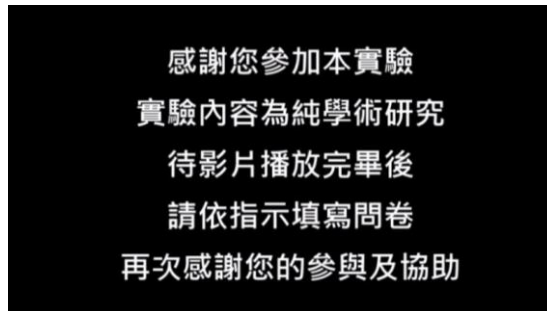 感謝您參加本實驗
實驗內容為純學術研究
待影片播放完畢後
請依指示填寫問卷
再次感謝您的參與及協助